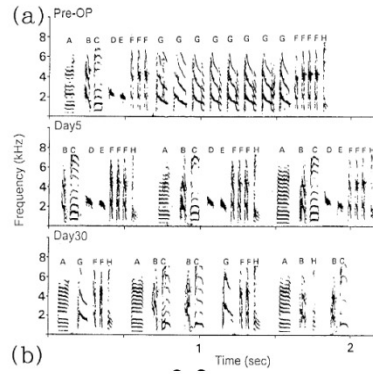 (a) Pre-OP
Frequency (kHz)
8
6
4
2
A B C D E F F F G G G G G G G F F F F H
Day5
8
6
4
2
B C D E F F F H A B C D E F F F H A B C D E F F F
Day30
8
6
4
2
A G F F H A B C B C G F F H A B H B C
1 2
Time (sec)
(b)